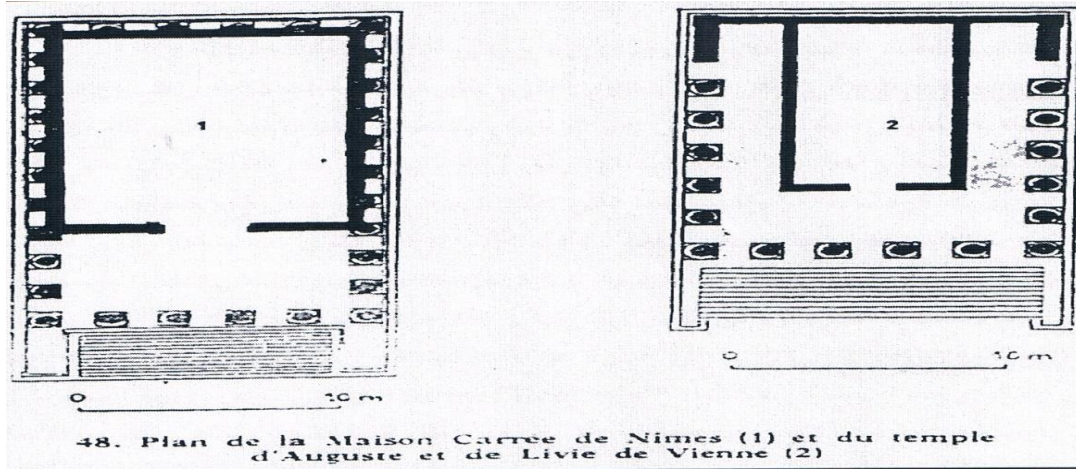 1
2
0 10 m
0 10 m
48. Plan de la Maison Carrée de Nimes (1) et du temple
d'Auguste et de Livie de Vienne (2)